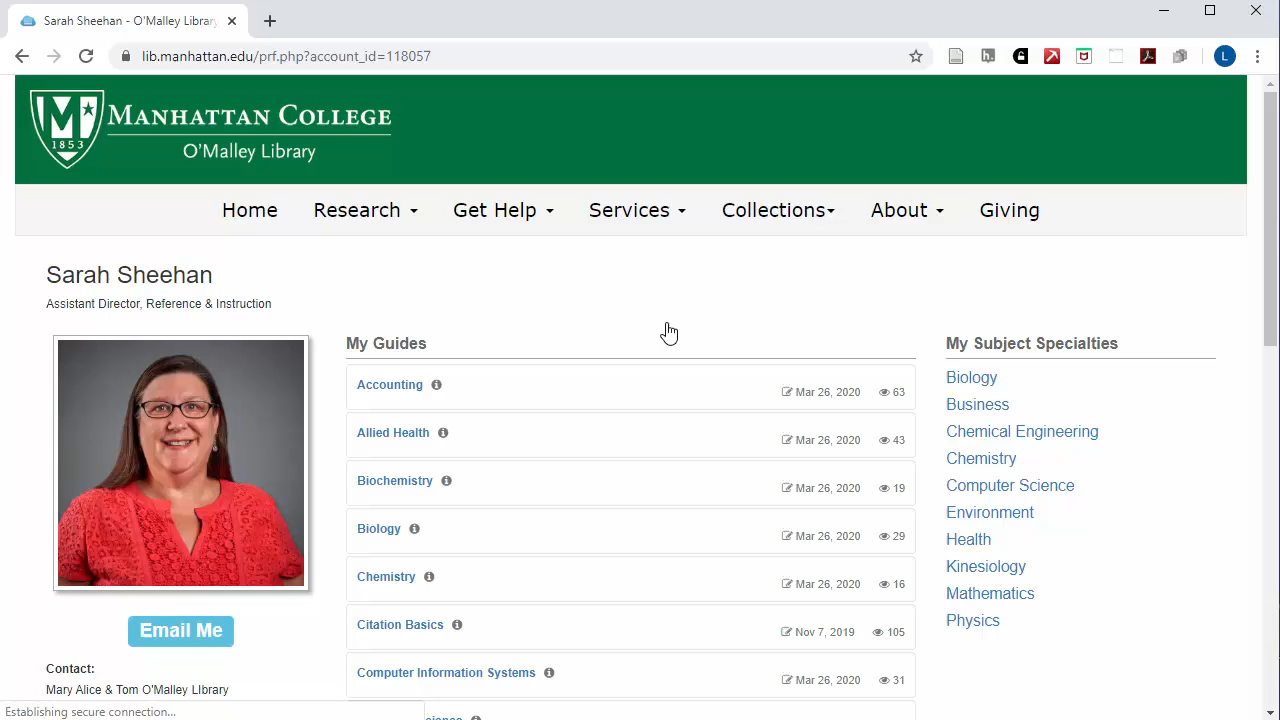 Sarah Sheehan - O'Malley Library
lib.manhattan.edu/prf.php?account_id=118057
L
M
1853
MANHATTAN COLLEGE
O'Malley Library
Home Research Get Help Services Collections About Giving
Sarah Sheehan
Assistant Director, Reference & Instruction
My Guides
Accounting Mar 26, 2020 63
Allied Health Mar 26, 2020 43
Biochemistry Mar 26, 2020 19
Biology Mar 26, 2020 29
Chemistry Mar 26, 2020 16
Citation Basics Nov 7, 2019 105
Computer Information Systems Mar 26, 2020 31
My Subject Specialties
Biology
Business
Chemical Engineering
Chemistry
Computer Science
Environment
Health
Kinesiology
Mathematics
Physics
Email Me
Contact:
Mary Alice & Tom O'Malley LIbrary
Establishing secure connection...